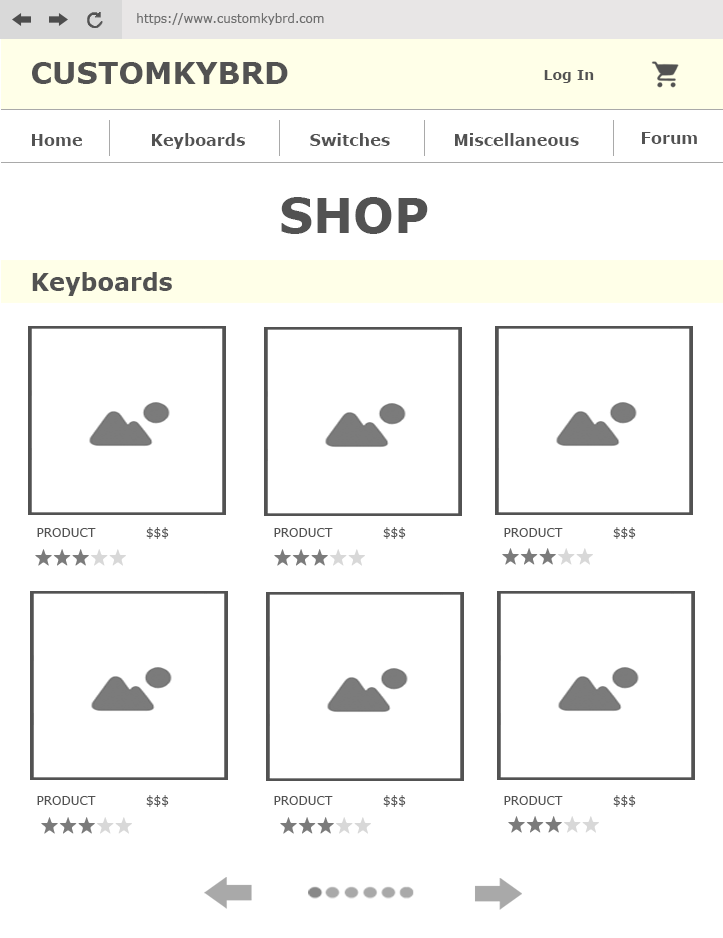 https://www.customkybrd.com
CUSTOMKYBRD Log In
Home Keyboards Switches Miscellaneous Forum
SHOP
Keyboards
PRODUCT $$$ PRODUCT $$$ PRODUCT $$$
PRODUCT $$$ PRODUCT $$$ PRODUCT $$$